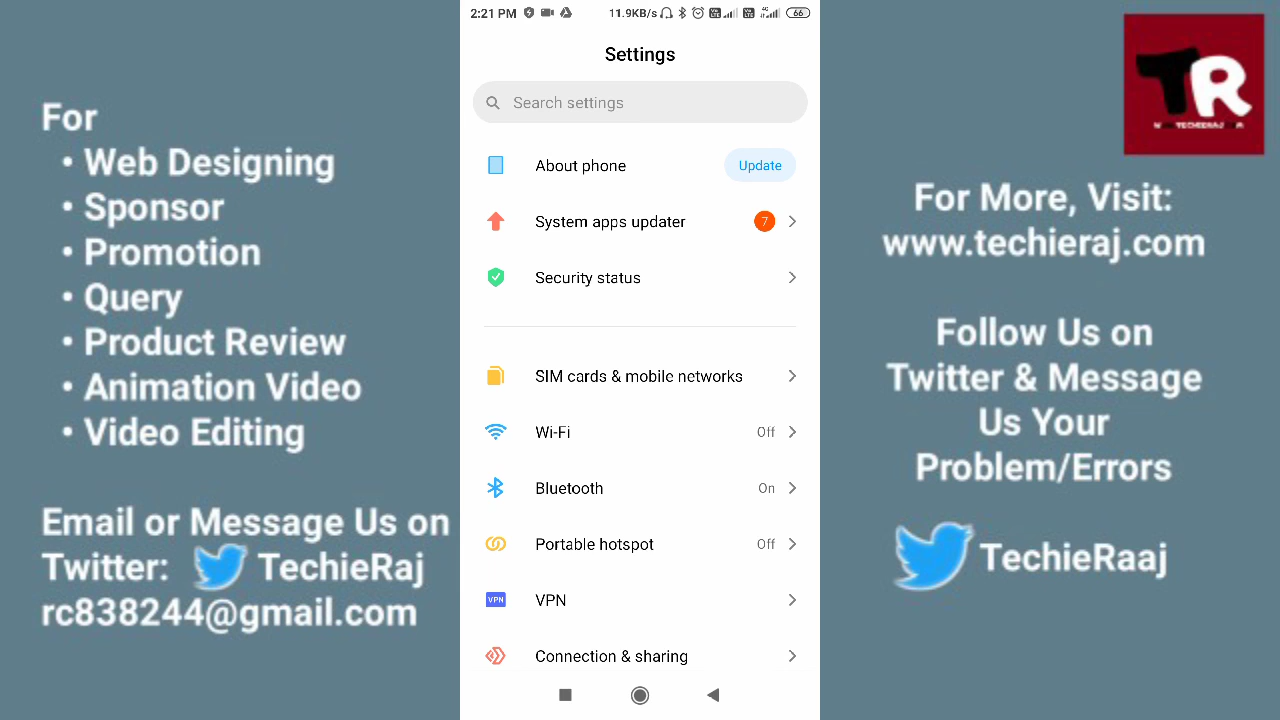 For
• Web Designing
• Sponsor
• Promotion
• Query
• Product Review
• Animation Video
• Video Editing
Email or Message Us on
Twitter: TechieRaj
rc838244@gmail.com
2:21 PM 11.9KB/s 66
Settings
Search settings
About phone Update
System apps updater 7
Security status
SIM cards & mobile networks
Wi-Fi Off
Bluetooth On
Portable hotspot Off
VPN VPN
Connection & sharing
TR
For More, Visit:
www.techieraj.com
Follow Us on
Twitter & Message
Us Your
Problem/Errors
TechieRaaj